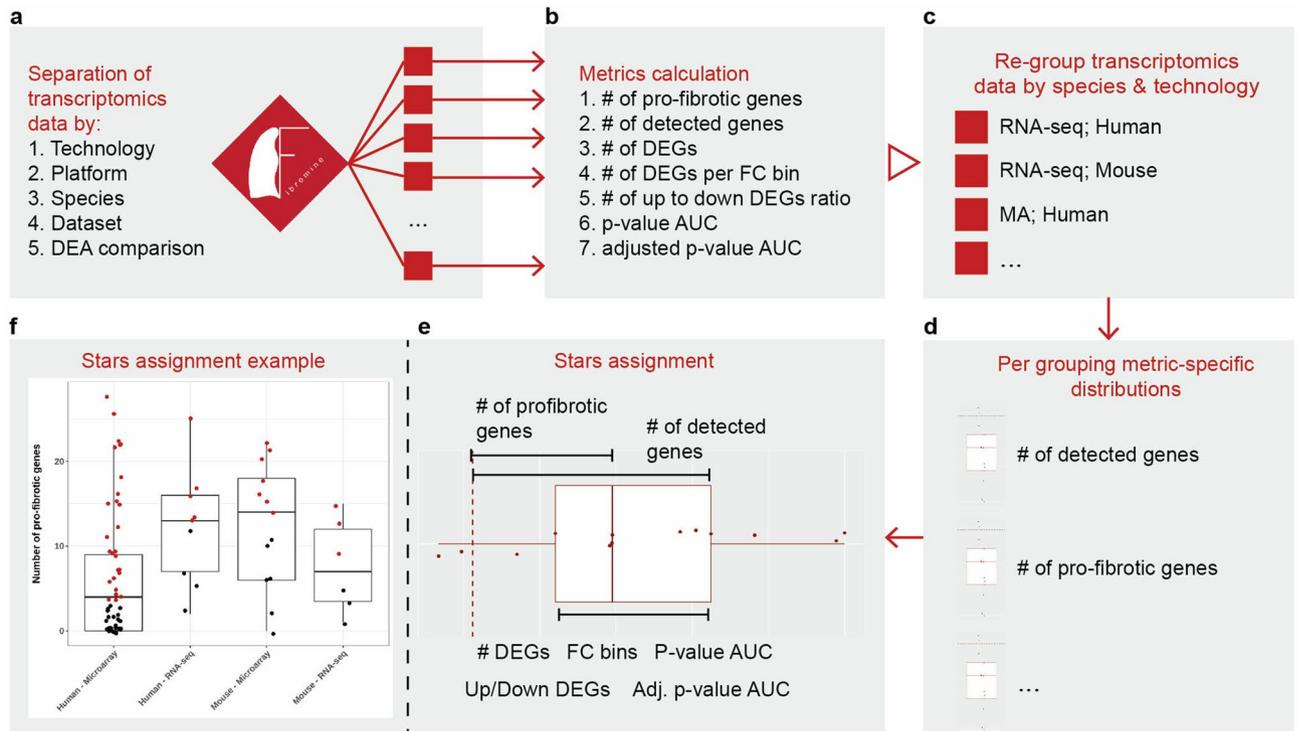 a
Separation of
transcriptomics
data by:
1. Technology
2. Platform
3. Species
4. Dataset
5. DEA comparison
F
ibromine
...
b
Metrics calculation
1. # of pro-fibrotic genes
2. # of detected genes
3. # of DEGs
4. # of DEGs per FC bin
5. # of up to down DEGs ratio
6. p-value AUC
7. adjusted p-value AUC
c
Re-group transcriptomics
data by species & technology
RNA-seq; Human
RNA-seq; Mouse
MA; Human
...
d
Per grouping metric-specific
distributions
# of detected genes
# of pro-fibrotic genes
...
e
Stars assignment
# of profibrotic
genes
# of detected
genes
# DEGs FC bins P-value AUC
Up/Down DEGs Adj. p-value AUC
f
Stars assignment example
Number of pro-fibrotic genes
20
10
0
Human - Microarray
Human - RNA-seq
Mouse - Microarray
Mouse - RNA-seq